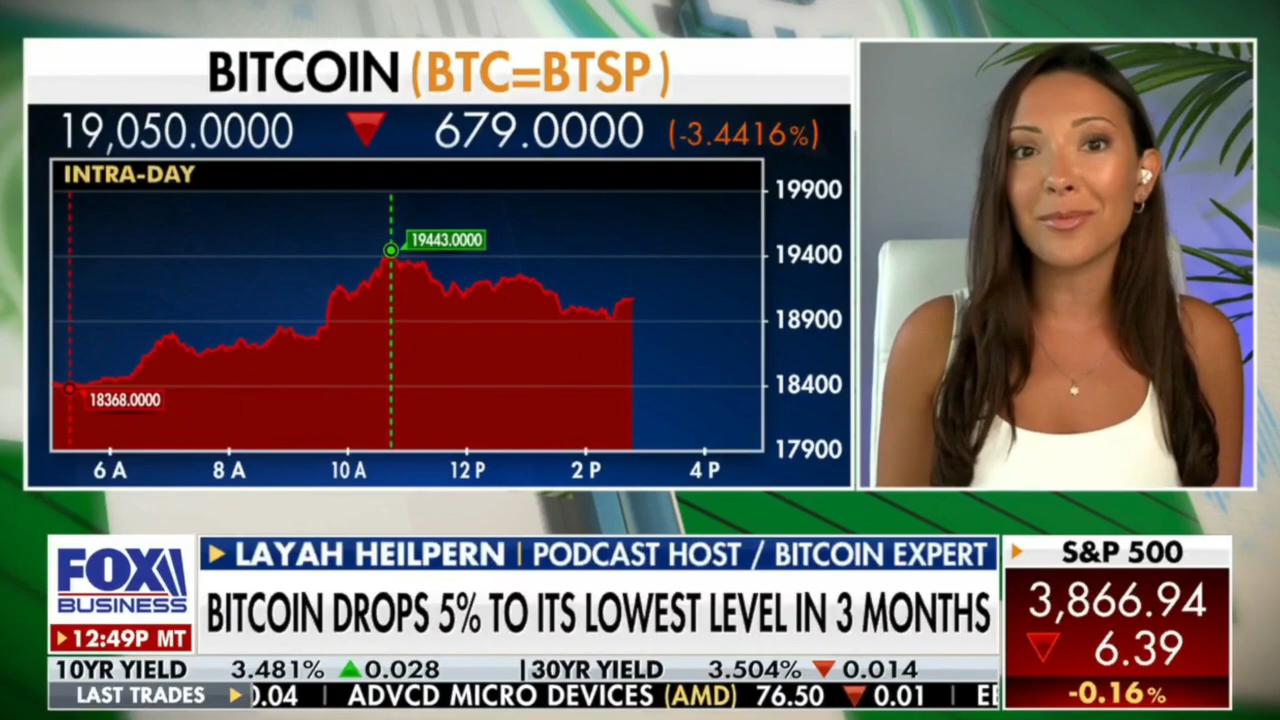 BITCOIN (BTC=BTSP)
19,050.0000 ▼ 679.0000 (-3.4416%)
INTRA-DAY
19900
19443.0000
19400
18900
18400
18368.0000
17900
6 A 8 A 10 A 12 P 2 P 4 P
FOX
BUSINESS
12:49P MT
LAYAH HEILPERN | PODCAST HOST / BITCOIN EXPERT
BITCOIN DROPS 5% TO ITS LOWEST LEVEL IN 3 MONTHS
S&P 500
3,866.94
▼ 6.39
-0.16%
10YR YIELD 3.481% ▲ 0.028 | 30YR YIELD 3.504% ▼ 0.014
LAST TRADES 0.04 | ADVCD MICRO DEVICES (AMD) 76.50 ▼ 0.01 |